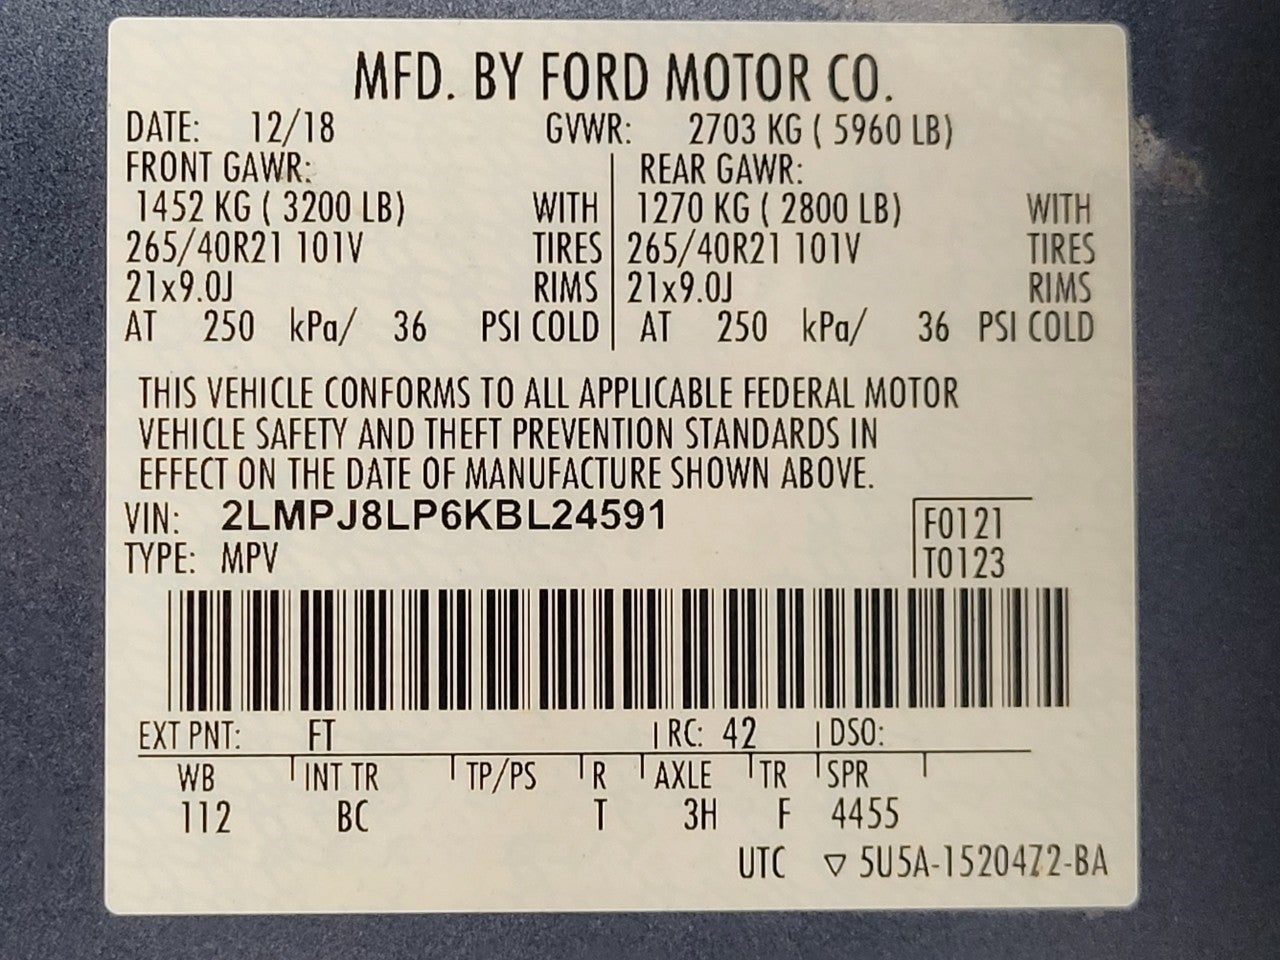 MFD. BY FORD MOTOR CO.
DATE: 12/18 GVWR: 2703 KG ( 5960 LB)
FRONT GAWR: REAR GAWR:
1452 KG ( 3200 LB) WITH 1270 KG ( 2800 LB) WITH
265/40R21 101V TIRES 265/40R21 101V TIRES
21x9.0J RIMS 21x9.0J RIMS
AT 250 kPa/ 36 PSI COLD AT 250 kPa/ 36 PSI COLD
THIS VEHICLE CONFORMS TO ALL APPLICABLE FEDERAL MOTOR
VEHICLE SAFETY AND THEFT PREVENTION STANDARDS IN
EFFECT ON THE DATE OF MANUFACTURE SHOWN ABOVE.
VIN: 2LMPJ8LP6KBL24591 F0121
TYPE: MPV T0123
EXT PNT: FT RC: 42 DSO:
WB INT TR TP/PS R AXLE TR SPR
112 BC T 3H F 4455
UTC ▽ 5U5A-1520472-BA